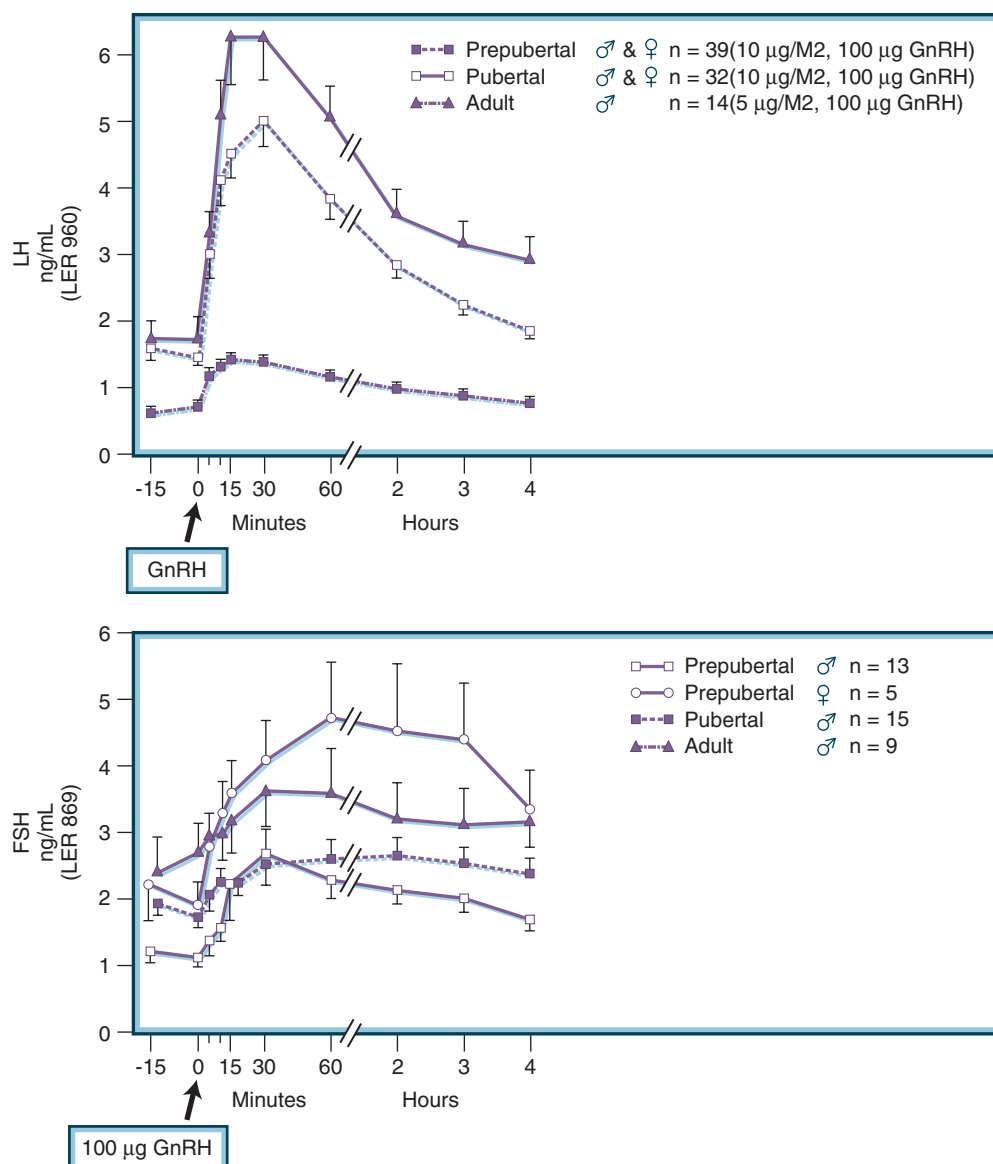 6
5
4
3
2
1
0
LH
ng/mL
(LER 960)
Prepubertal ♂ & ♀ n = 39(10 μg/M2, 100 μg GnRH)
Pubertal ♂ & ♀ n = 32(10 μg/M2, 100 μg GnRH)
Adult ♂ n = 14(5 μg/M2, 100 μg GnRH)
-15 0 15 30 60 2 3 4
Minutes Hours
GnRH
6
5
4
3
2
1
0
FSH
ng/mL
(LER 869)
Prepubertal ♂ n = 13
Prepubertal ♀ n = 5
Pubertal ♂ n = 15
Adult ♂ n = 9
-15 0 15 30 60 2 3 4
Minutes Hours
100 μg GnRH